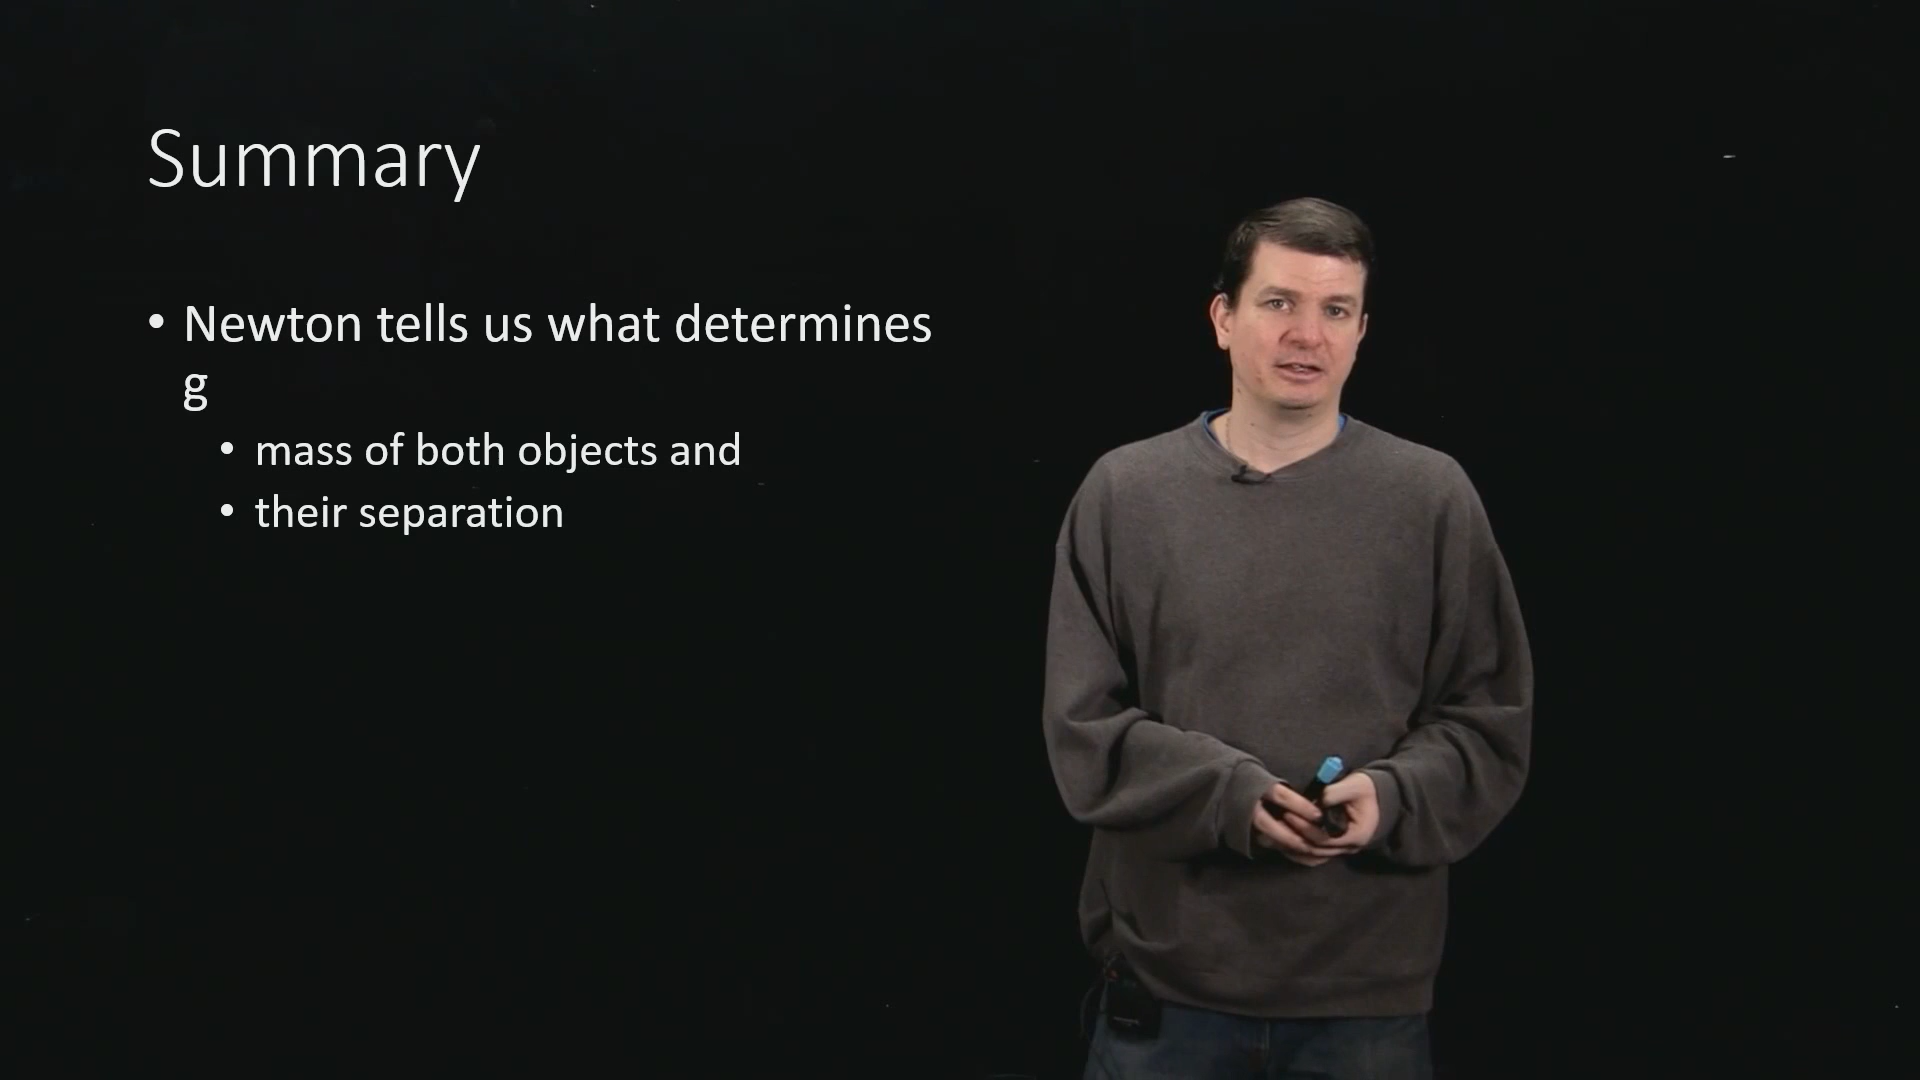 Summary
• Newton tells us what determines
g
• mass of both objects and
• their separation